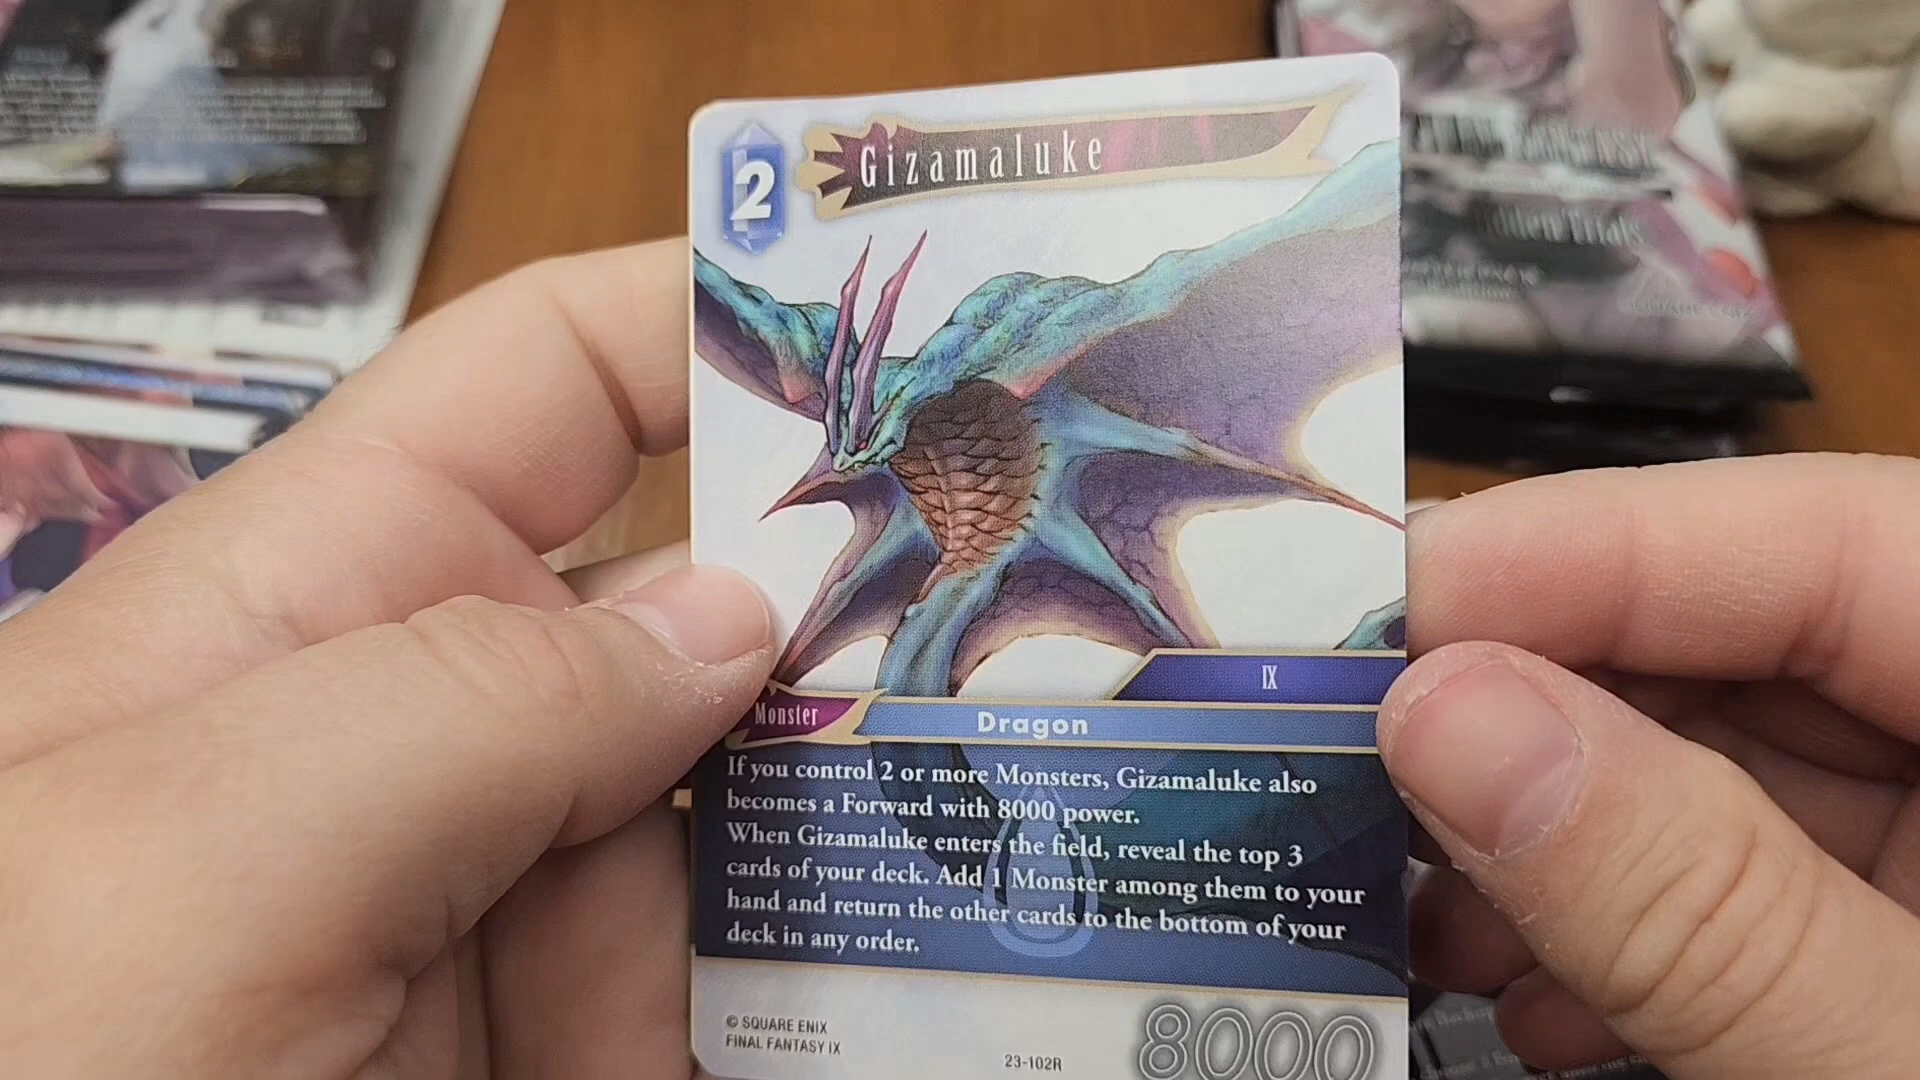 2
Gizamaluke
IX
Monster
Dragon
If you control 2 or more Monsters, Gizamaluke also
becomes a Forward with 8000 power.
When Gizamaluke enters the field, reveal the top 3
cards of your deck. Add 1 Monster among them to your
hand and return the other cards to the bottom of your
deck in any order.
© SQUARE ENIX
FINAL FANTASY IX
23-102R
8000
Trials